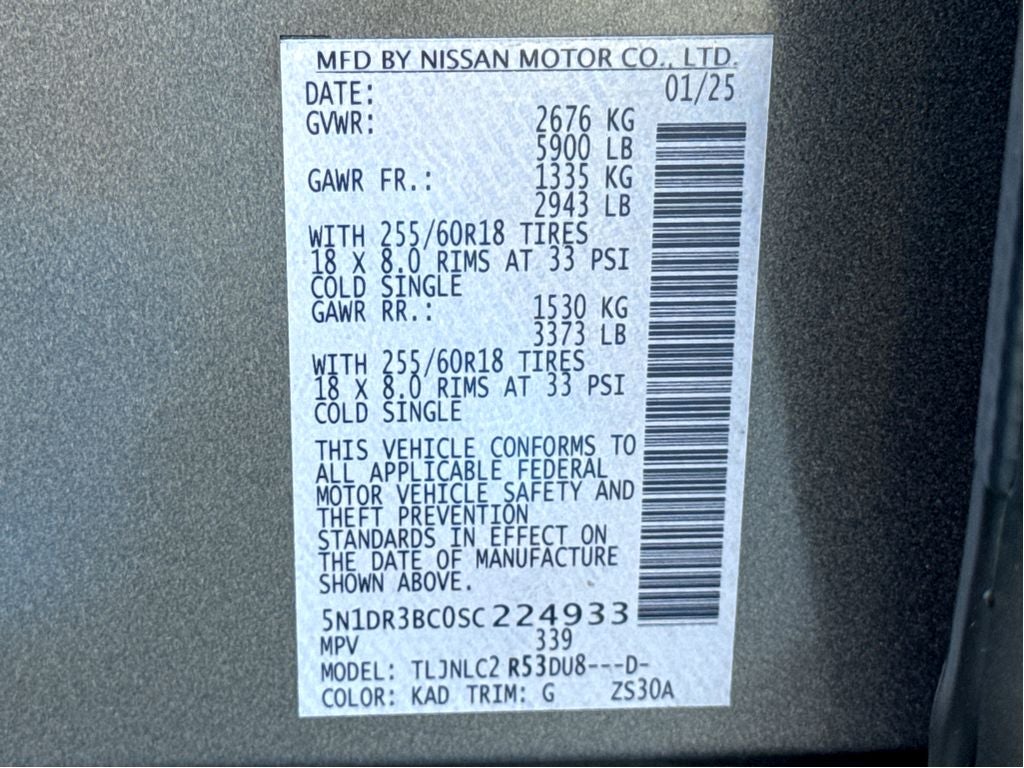 MFD BY NISSAN MOTOR CO., LTD.
DATE: 01/25
GVWR: 2676 KG
5900 LB
GAWR FR.: 1335 KG
2943 LB
WITH 255/60R18 TIRES
18 X 8.0 RIMS AT 33 PSI
COLD SINGLE
GAWR RR.: 1530 KG
3373 LB
WITH 255/60R18 TIRES
18 X 8.0 RIMS AT 33 PSI
COLD SINGLE
THIS VEHICLE CONFORMS TO
ALL APPLICABLE FEDERAL
MOTOR VEHICLE SAFETY AND
THEFT PREVENTION
STANDARDS IN EFFECT ON
THE DATE OF MANUFACTURE
SHOWN ABOVE.
5N1DR3BC0SC224933
MPV 339
MODEL: TLJNLC2 R53DU8---D-
COLOR: KAD TRIM: G ZS30A